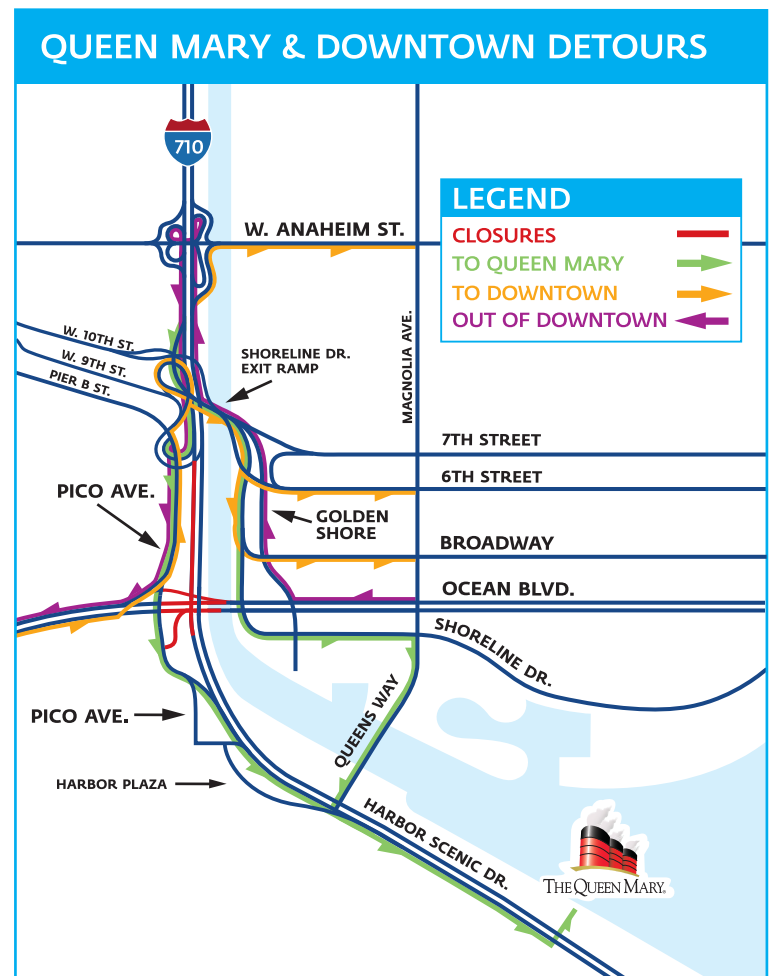 QUEEN MARY & DOWNTOWN DETOURS
710
W. ANAHEIM ST.
LEGEND
CLOSURES
TO QUEEN MARY
TO DOWNTOWN
OUT OF DOWNTOWN
W. 10TH ST.
W. 9TH ST.
PIER B ST.
SHORELINE DR.
EXIT RAMP
MAGNOLIA AVE.
7TH STREET
6TH STREET
PICO AVE.
GOLDEN
SHORE
BROADWAY
OCEAN BLVD.
SHORELINE DR.
QUEENS WAY
PICO AVE.
HARBOR PLAZA
HARBOR SCENIC DR.
THE QUEEN MARY®